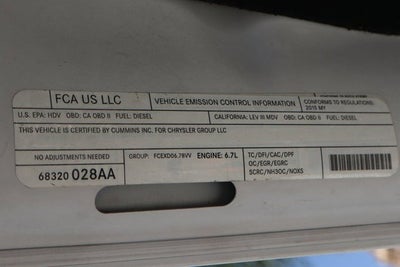 FCA US LLC
VEHICLE EMISSION CONTROL INFORMATION
CONFORMS TO REGULATIONS:
2015 MY
U.S. EPA: HDV OBD: CA OBD II FUEL: DIESEL
CALIFORNIA: LEV III MDV OBD: CA OBD II FUEL: DIESEL
THIS VEHICLE IS CERTIFIED BY CUMMINS INC. FOR CHRYSLER GROUP LLC
NO ADJUSTMENTS NEEDED
68320 028AA
GROUP: FCEXD06.78VV ENGINE: 6.7L
TC/DFI/CAC/DPF
OC/EGR/EGRC
SCRC/NH3OC/NOXS